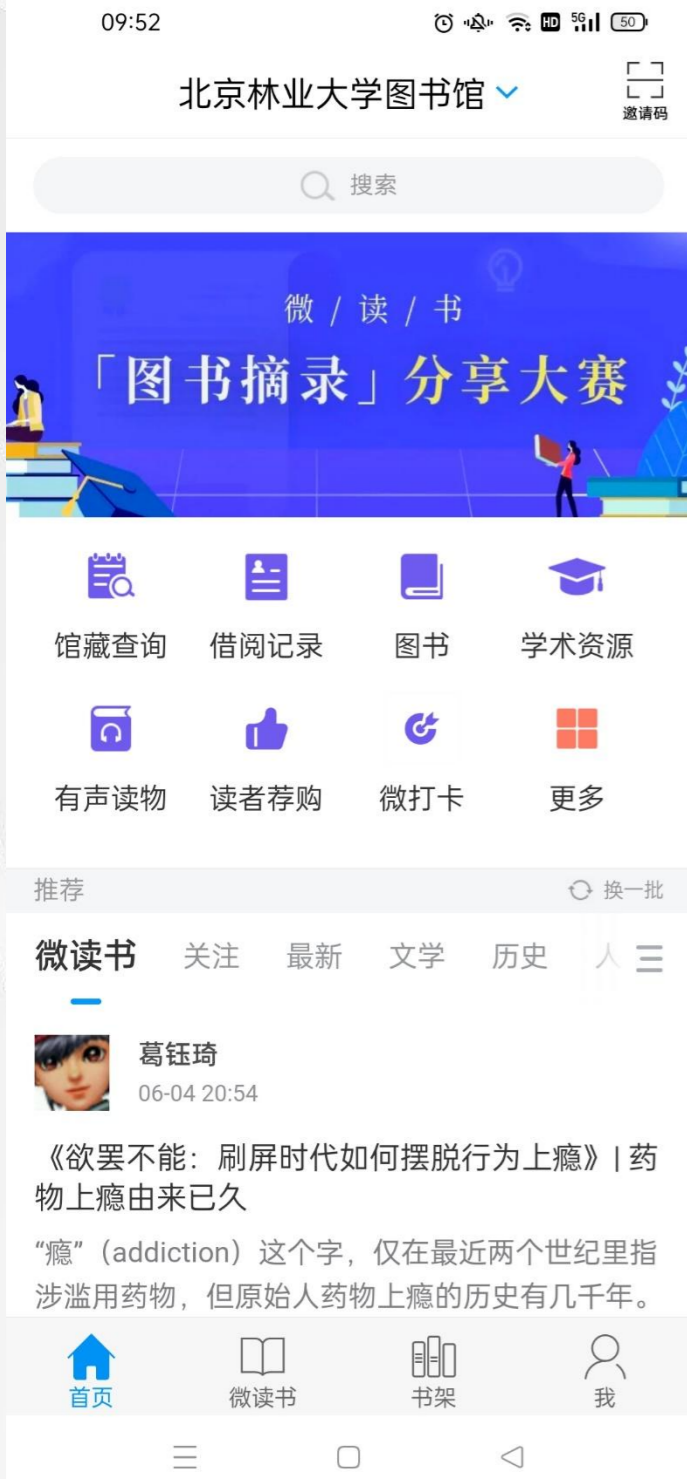 09:52
HD 5G 50
北京林业大学图书馆
邀请码
搜索
微 / 读 / 书
「图书摘录」分享大赛
馆藏查询 借阅记录 图书 学术资源
有声读物 读者荐购 微打卡 更多
推荐 换一批
微读书 关注 最新 文学 历史 人
葛钰琦
06-04 20:54
《欲罢不能：刷屏时代如何摆脱行为上瘾》| 药
物上瘾由来已久
“瘾”（addiction）这个字，仅在最近两个世纪里指
涉滥用药物，但原始人药物上瘾的历史有几千年。
首页 微读书 书架 我